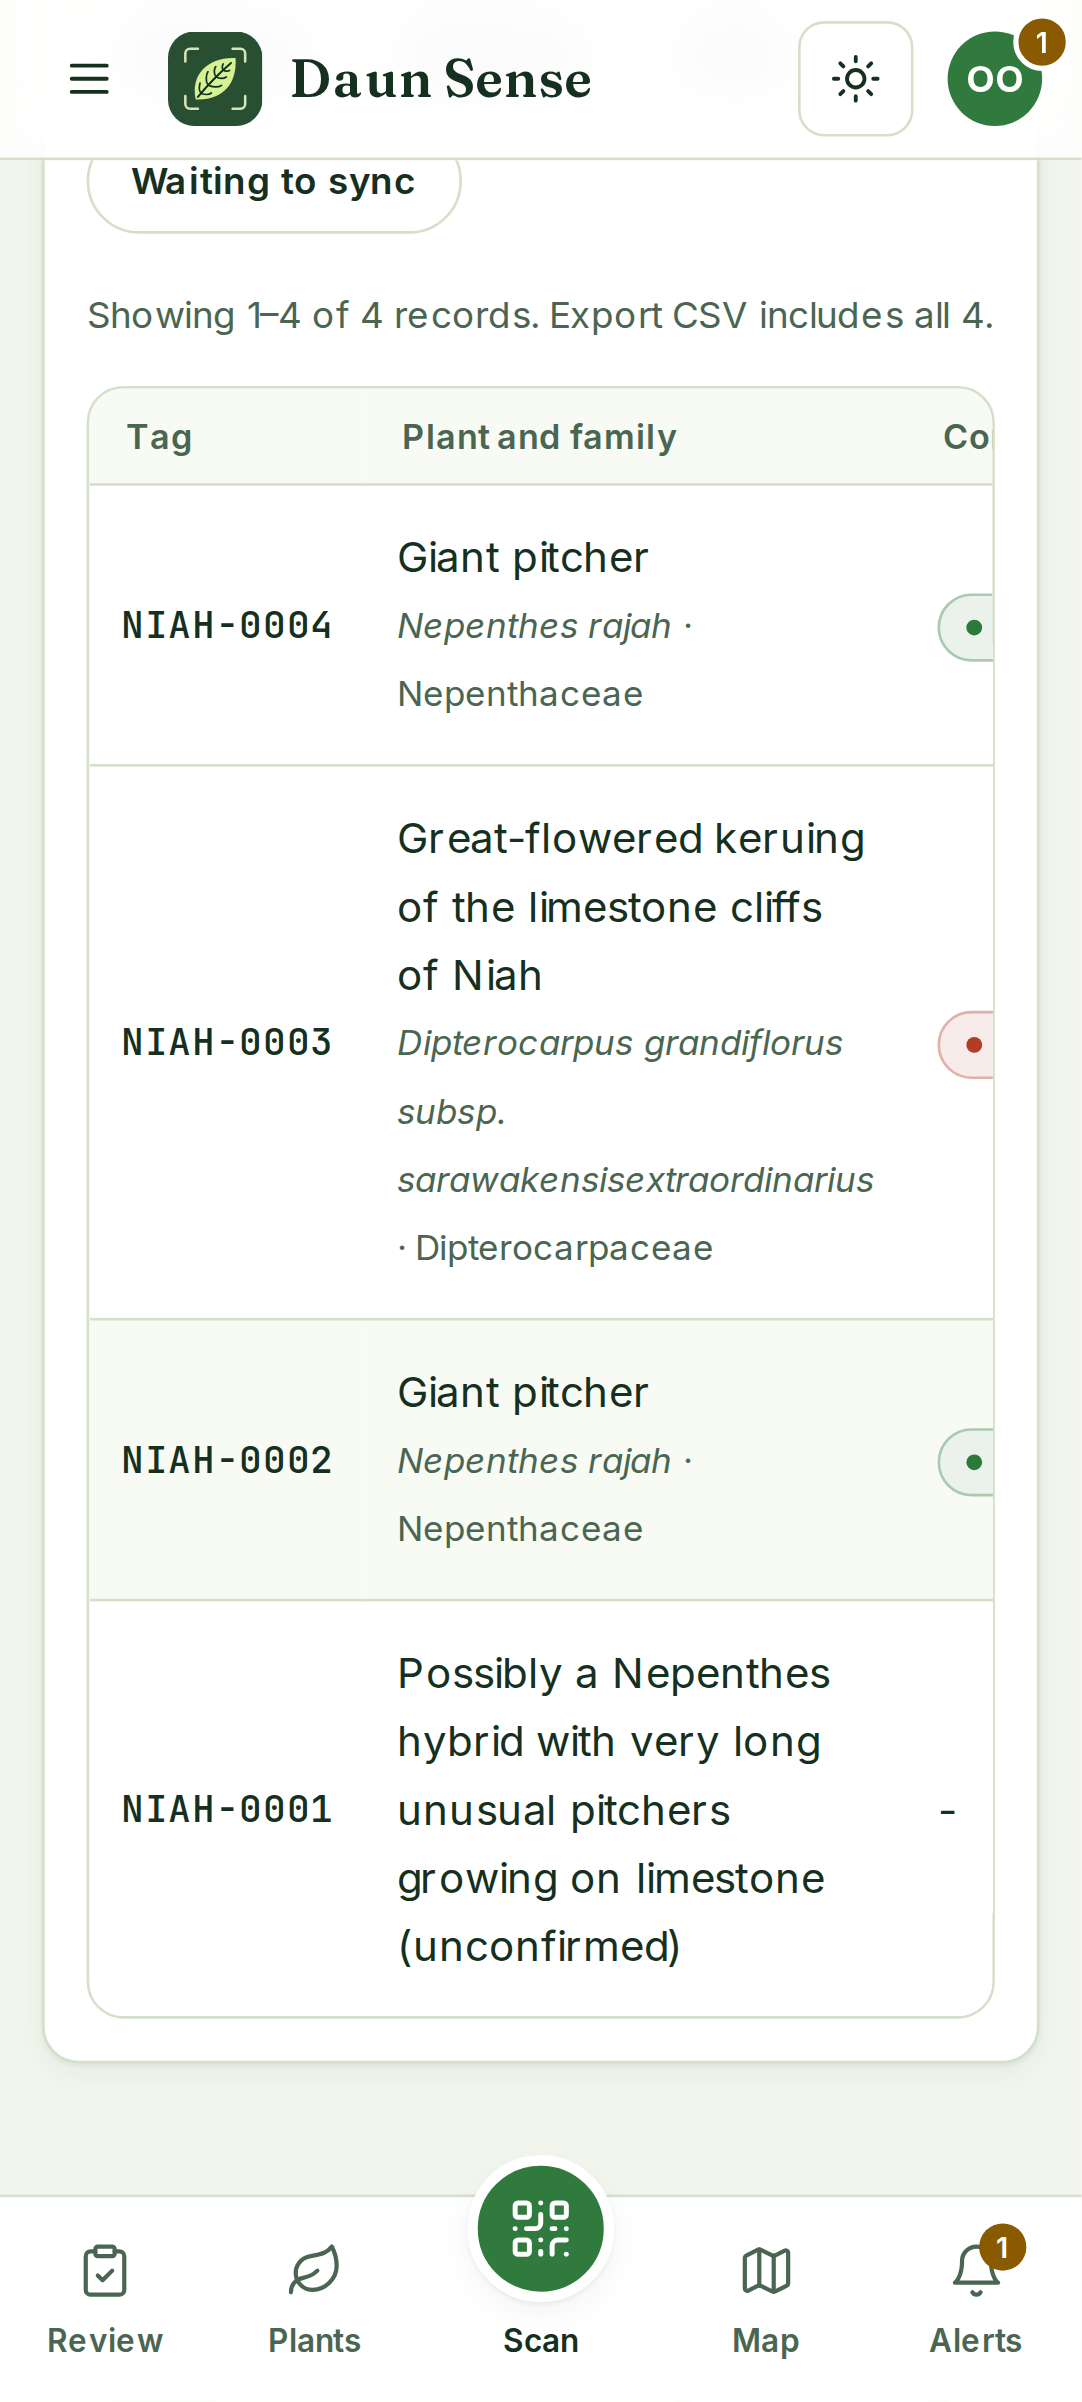 Daun Sense
OO
1
Waiting to sync
Showing 1–4 of 4 records. Export CSV includes all 4.
Tag
Plant and family
NIAH-0004
Giant pitcher
Nepenthes rajah ·
Nepenthaceae
NIAH-0003
Great-flowered keruing
of the limestone cliffs
of Niah
Dipterocarpus grandiflorus
subsp.
sarawakensisextraordinarius
· Dipterocarpaceae
NIAH-0002
Giant pitcher
Nepenthes rajah ·
Nepenthaceae
NIAH-0001
Possibly a Nepenthes
hybrid with very long
unusual pitchers
growing on limestone
(unconfirmed)
-
Review
Plants
Scan
Map
1
Alerts